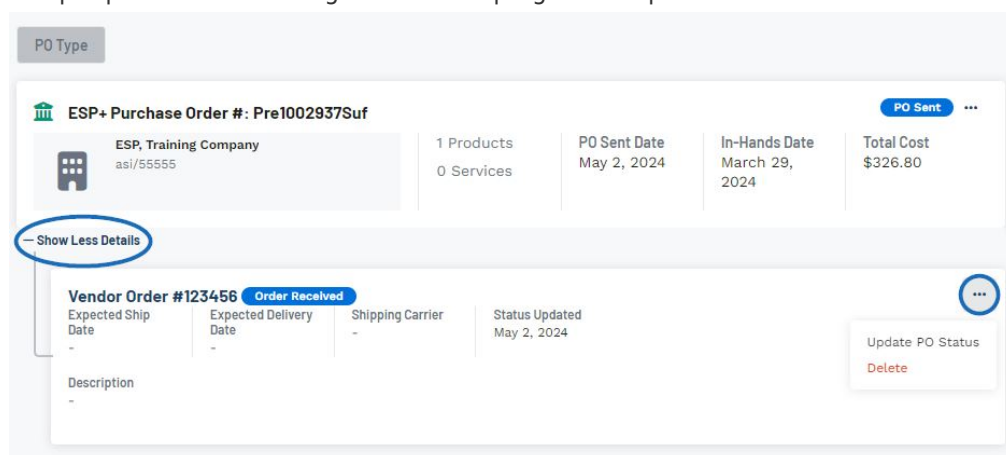 PO Type
ESP+ Purchase Order #: Pre1002937Suf
PO Sent
...
ESP, Training Company
asi/55555
1 Products
0 Services
PO Sent Date
May 2, 2024
In-Hands Date
March 29,
2024
Total Cost
$326.80
— Show Less Details
Vendor Order #123456 Order Received
...
Expected Ship
Date
-
Expected Delivery
Date
-
Shipping Carrier
-
Status Updated
May 2, 2024
Update PO Status
Delete
Description
-